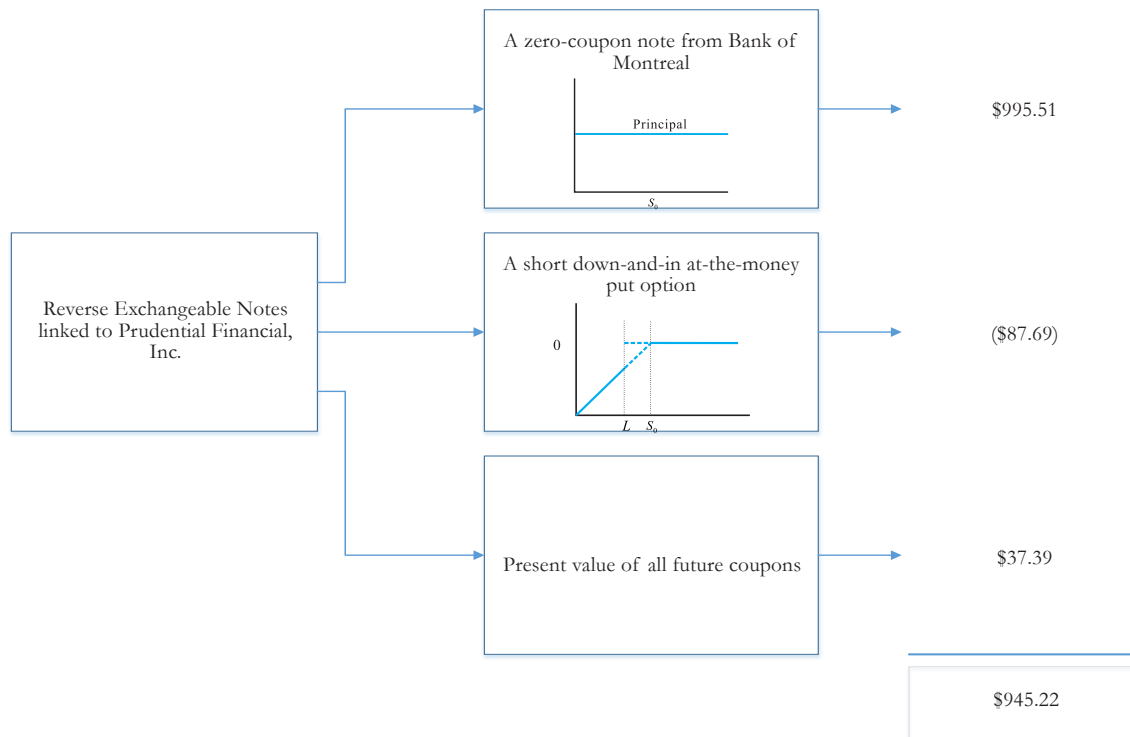 A zero-coupon note from Bank of
Montreal
Principal
S₀
$995.51
Reverse Exchangeable Notes
linked to Prudential Financial,
Inc.
A short down-and-in at-the-money
put option
0
L S₀
($87.69)
Present value of all future coupons
$37.39
$945.22